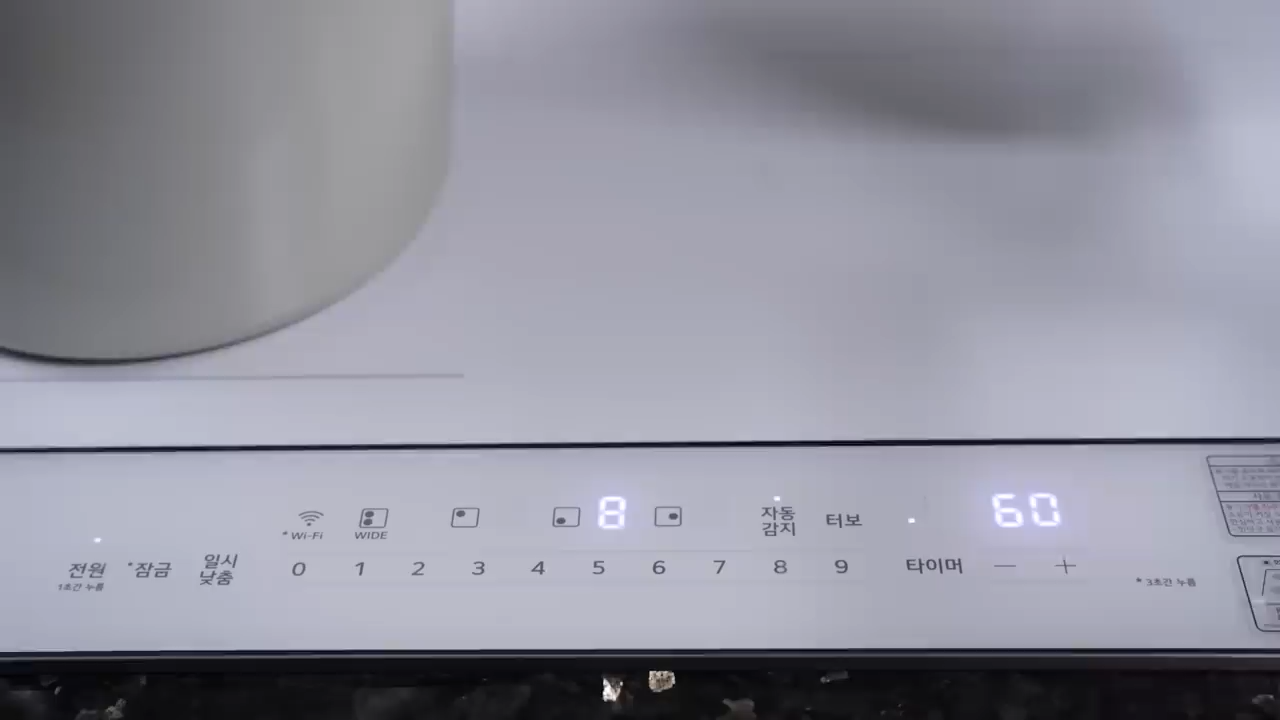 * Wi-Fi
WIDE
8
자동
감지
터보
60
전원
1초간 누름
*잠금
일시
낮춤
0 1 2 3 4 5 6 7 8 9
타이머 — +
* 3초간 누름